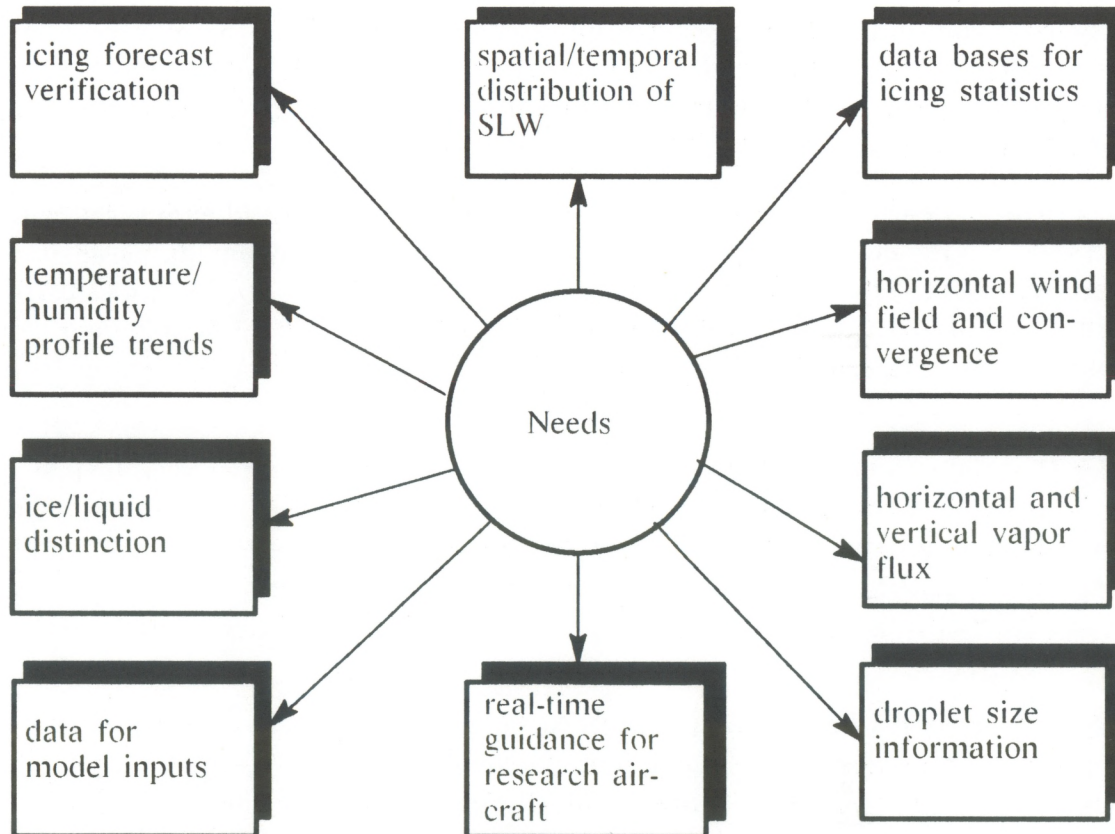 icing forecast
verification
spatial/temporal
distribution of
SLW
data bases for
icing statistics
temperature/
humidity
profile trends
horizontal wind
field and con-
vergence
Needs
ice/liquid
distinction
horizontal and
vertical vapor
flux
data for
model inputs
real-time
guidance for
research air-
craft
droplet size
information